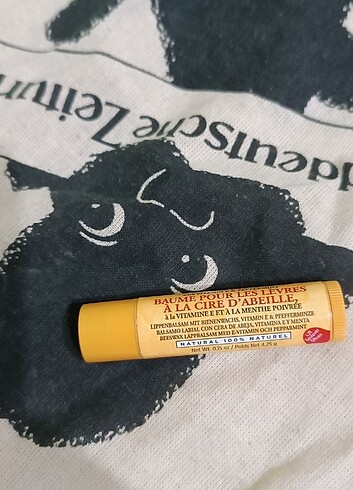 ddeutsche Zeitun
BAUME POUR LES LÈVRES
À LA CIRE D'ABEILLE,
à la VITAMINE E ET À LA MENTHE POIVRÉE
LIPPENBALSAM MIT BIENENWACHS, VITAMIN E & PFEFFERMINZE
BALSAMO LABIAL CON CERA DE ABEJA, VITAMINA E Y MENTA
BEESWAX LÄPPBALSAM MED E-VITAMIN OCH PEPPARMINT
NATURAL 100% NATUREL
Net Wt. 0.15 oz / Poids Net 4.25 g